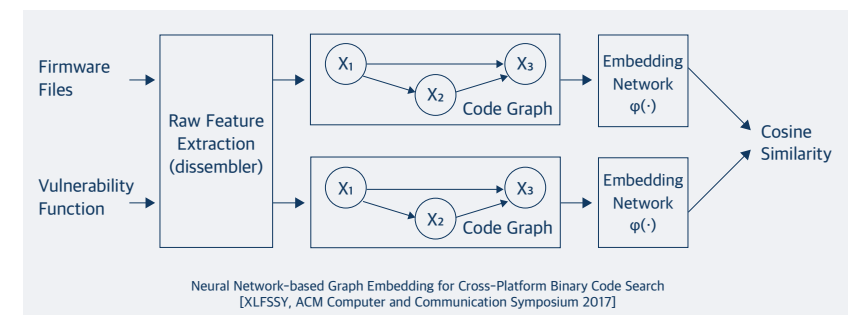 Firmware
Files
Vulnerability
Function
Raw Feature
Extraction
(dissembler)
X₁
X₂
X₃
Code Graph
X₁
X₂
X₃
Code Graph
Embedding
Network
φ(·)
Embedding
Network
φ(·)
Cosine
Similarity
Neural Network-based Graph Embedding for Cross-Platform Binary Code Search
[XLFSSY, ACM Computer and Communication Symposium 2017]